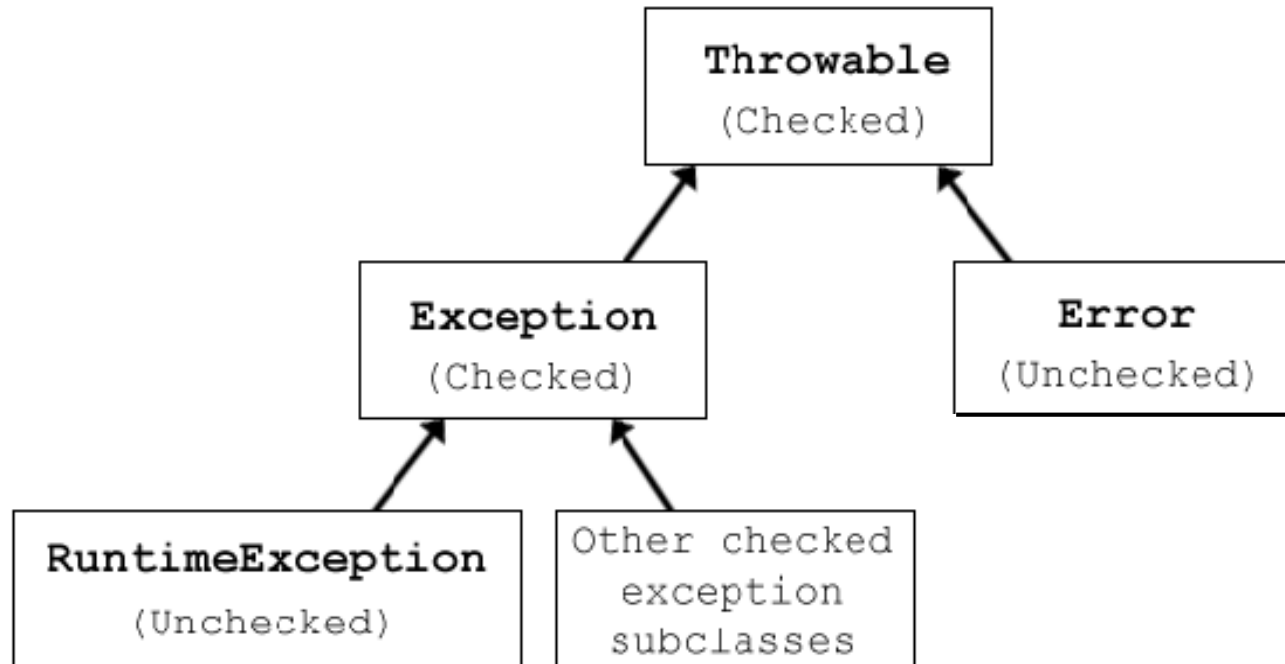 Throwable
(Checked)
Exception
(Checked)
Error
(Unchecked)
RuntimeException
(Unchecked)
Other checked
exception
subclasses